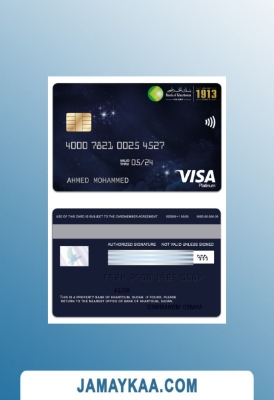 بنك الخرطوم
Bank of Khartoum
1913
4000 7821 0025 4527
05/24
AHMED MOHAMMED
VISA
Platinum
USE OF THIS CARD IS SUBJECT TO THE CARDMEMBER AGREEMENT
AUTHORIZED SIGNATURE NOT VALID UNLESS SIGNED
THIS IS A PROPERTY BANK OF KHARTOUM, SUDAN. IF FOUND, PLEASE
RETURN TO THE NEAREST OFFICE OF BANK OF KHARTOUM, SUDAN.
JAMAYKAA.COM